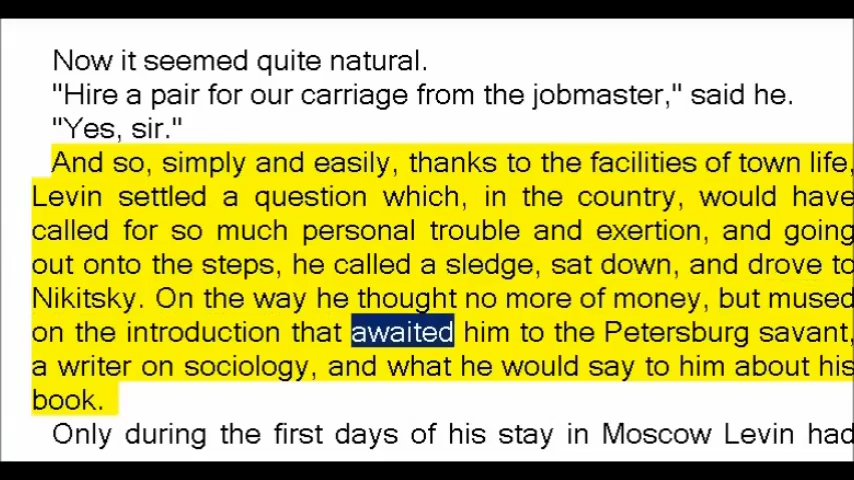 Now it seemed quite natural.
"Hire a pair for our carriage from the jobmaster," said he.
"Yes, sir."
And so, simply and easily, thanks to the facilities of town life,
Levin settled a question which, in the country, would have
called for so much personal trouble and exertion, and going
out onto the steps, he called a sledge, sat down, and drove to
Nikitsky. On the way he thought no more of money, but mused
on the introduction that awaited him to the Petersburg savant,
a writer on sociology, and what he would say to him about his
book.
Only during the first days of his stay in Moscow Levin had